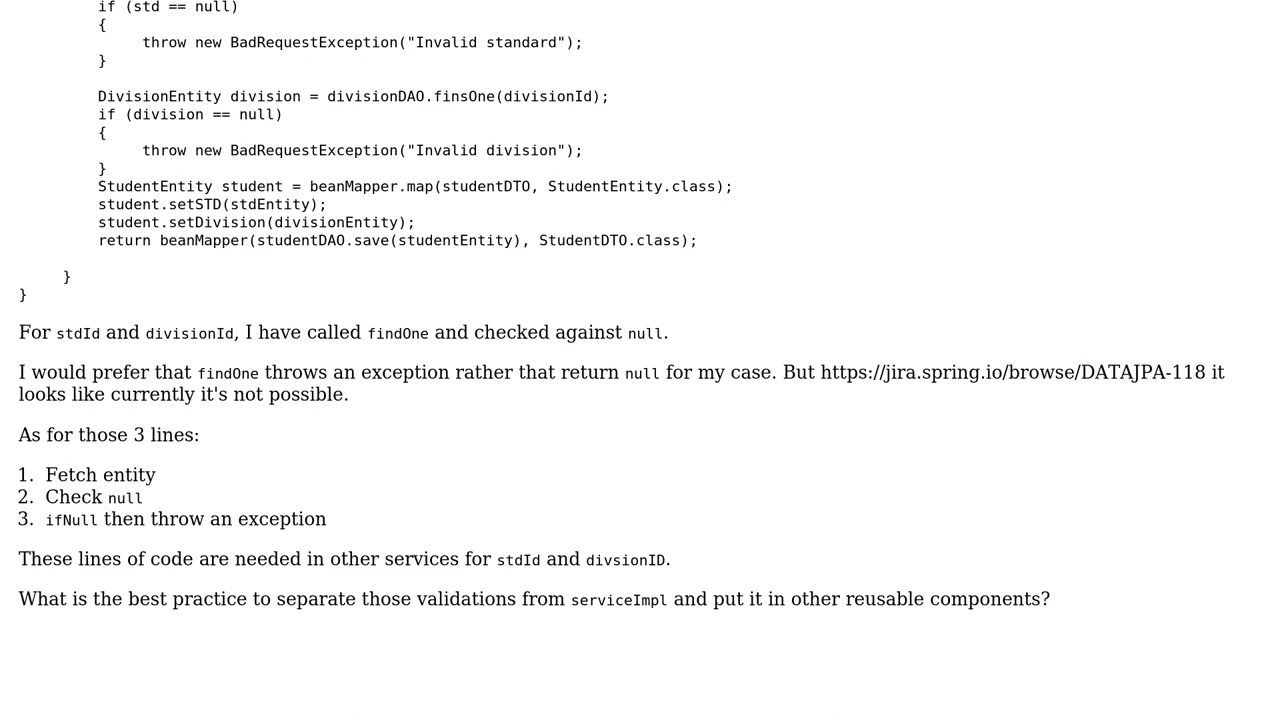 if (std == null)
{
throw new BadRequestException("Invalid standard");
}
DivisionEntity division = divisionDAO.finsOne(divisionId);
if (division == null)
{
throw new BadRequestException("Invalid division");
}
StudentEntity student = beanMapper.map(studentDTO, StudentEntity.class);
student.setSTD(stdEntity);
student.setDivision(divisionEntity);
return beanMapper(studentDAO.save(studentEntity), StudentDTO.class);
}
}
For stdId and divisionId, I have called findOne and checked against null.
I would prefer that findOne throws an exception rather that return null for my case. But https://jira.spring.io/browse/DATAJPA-118 it
looks like currently it's not possible.
As for those 3 lines:
1. Fetch entity
2. Check null
3. ifNull then throw an exception
These lines of code are needed in other services for stdId and divsionID.
What is the best practice to separate those validations from serviceImpl and put it in other reusable components?